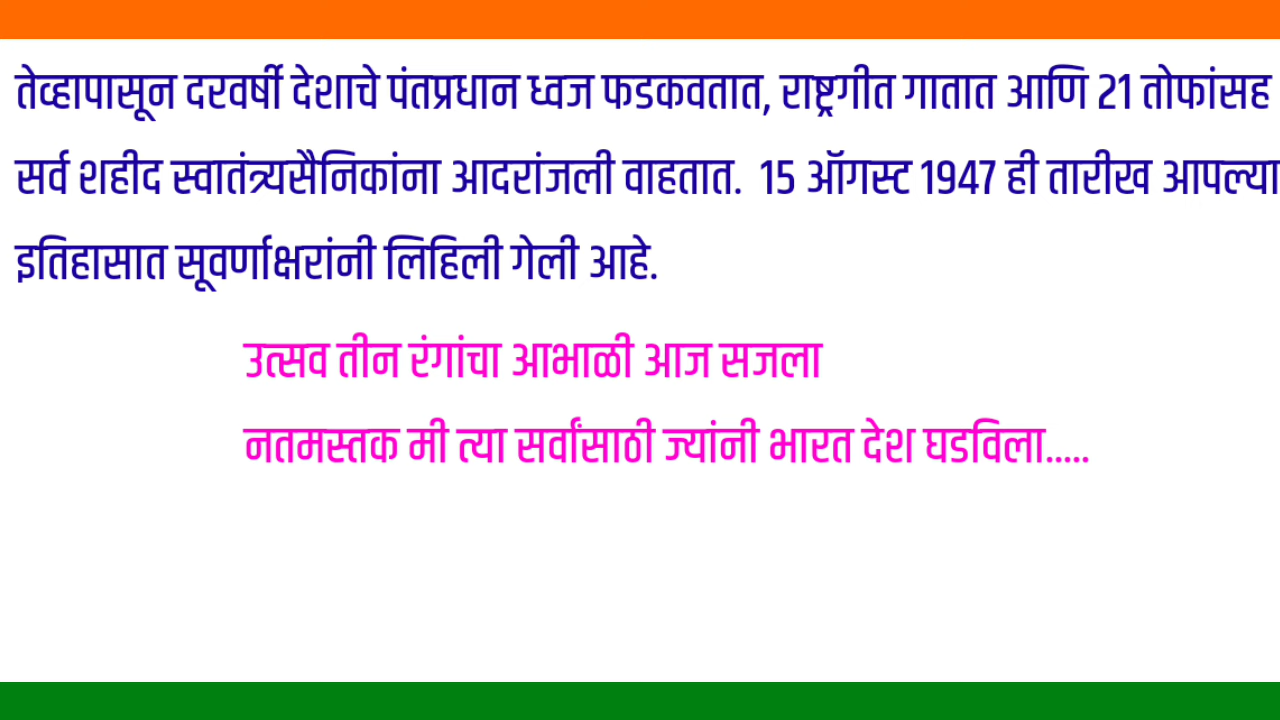 तेव्हापासून दरवर्षी देशाचे पंतप्रधान ध्वज फडकवतात, राष्ट्रगीत गातात आणि 21 तोफांसह
सर्व शहीद स्वातंत्र्यसैनिकांना आदरांजली वाहतात. 15 ऑगस्ट 1947 ही तारीख आपल्या
इतिहासात सूवर्णाक्षरांनी लिहिली गेली आहे.
उत्सव तीन रंगांचा आभाळी आज सजला
नतमस्तक मी त्या सर्वांसाठी ज्यांनी भारत देश घडविला.....